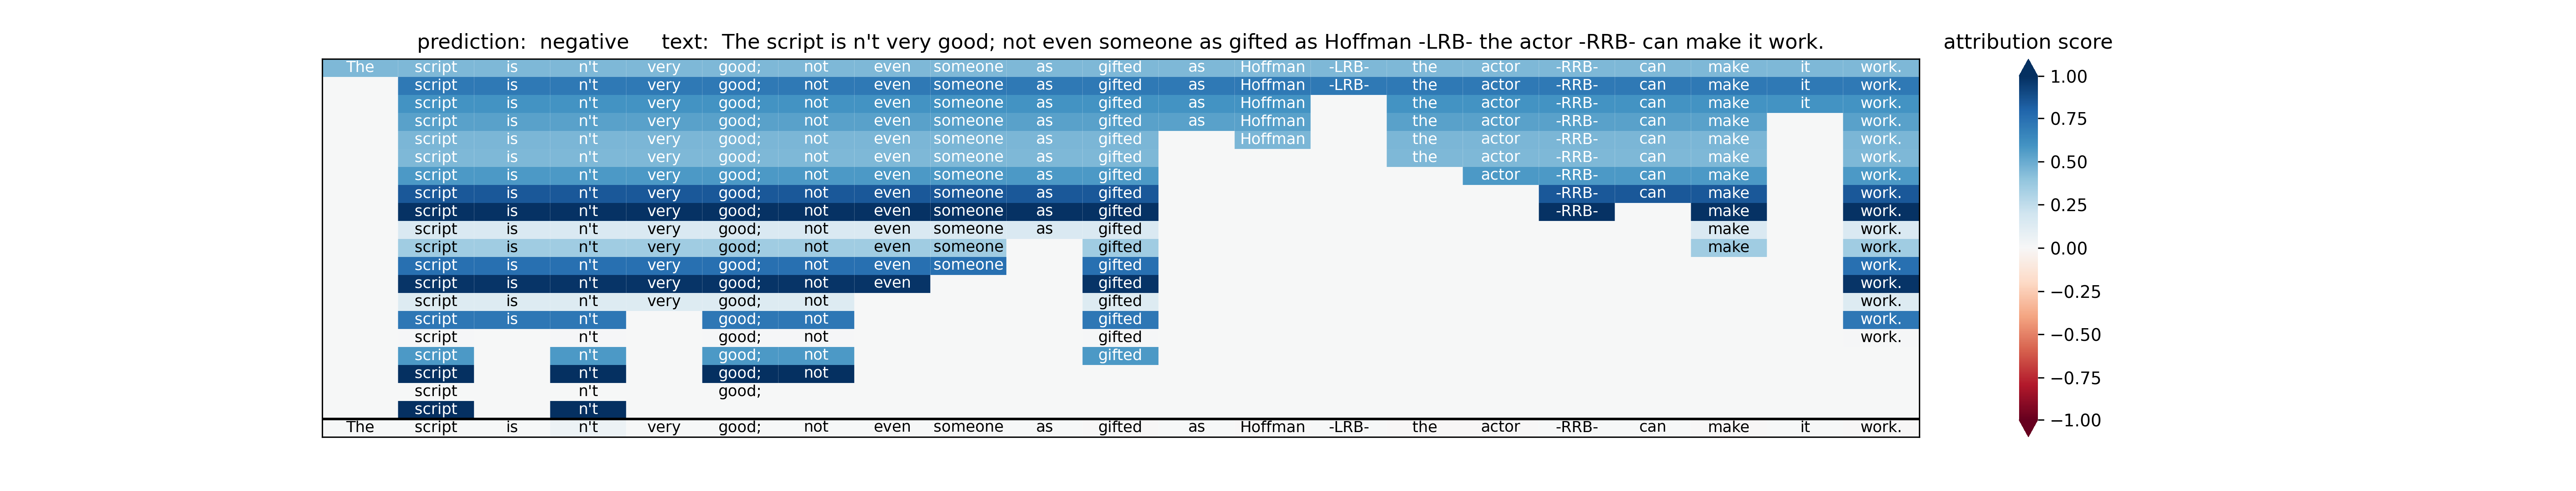 prediction: negative text: The script is n't very good; not even someone as gifted as Hoffman -LRB- the actor -RRB- can make it work.
attribution score
The script is n't very good; not even someone as gifted as Hoffman -LRB- the actor -RRB- can make it work.
script is n't very good; not even someone as gifted as Hoffman -LRB- the actor -RRB- can make it work.
script is n't very good; not even someone as gifted as Hoffman the actor -RRB- can make it work.
script is n't very good; not even someone as gifted as Hoffman the actor -RRB- can make work.
script is n't very good; not even someone as gifted Hoffman the actor -RRB- can make work.
script is n't very good; not even someone as gifted the actor -RRB- can make work.
script is n't very good; not even someone as gifted actor -RRB- can make work.
script is n't very good; not even someone as gifted -RRB- can make work.
script is n't very good; not even someone as gifted -RRB- make work.
script is n't very good; not even someone as gifted make work.
script is n't very good; not even someone gifted make work.
script is n't very good; not even someone gifted work.
script is n't very good; not even gifted work.
script is n't very good; not gifted work.
script is n't good; not gifted work.
script n't good; not gifted work.
script n't good; not gifted
script n't good; not
script n't good;
script n't
The script is n't very good; not even someone as gifted as Hoffman -LRB- the actor -RRB- can make it work.
1.00
0.75
0.50
0.25
0.00
−0.25
−0.50
−0.75
−1.00